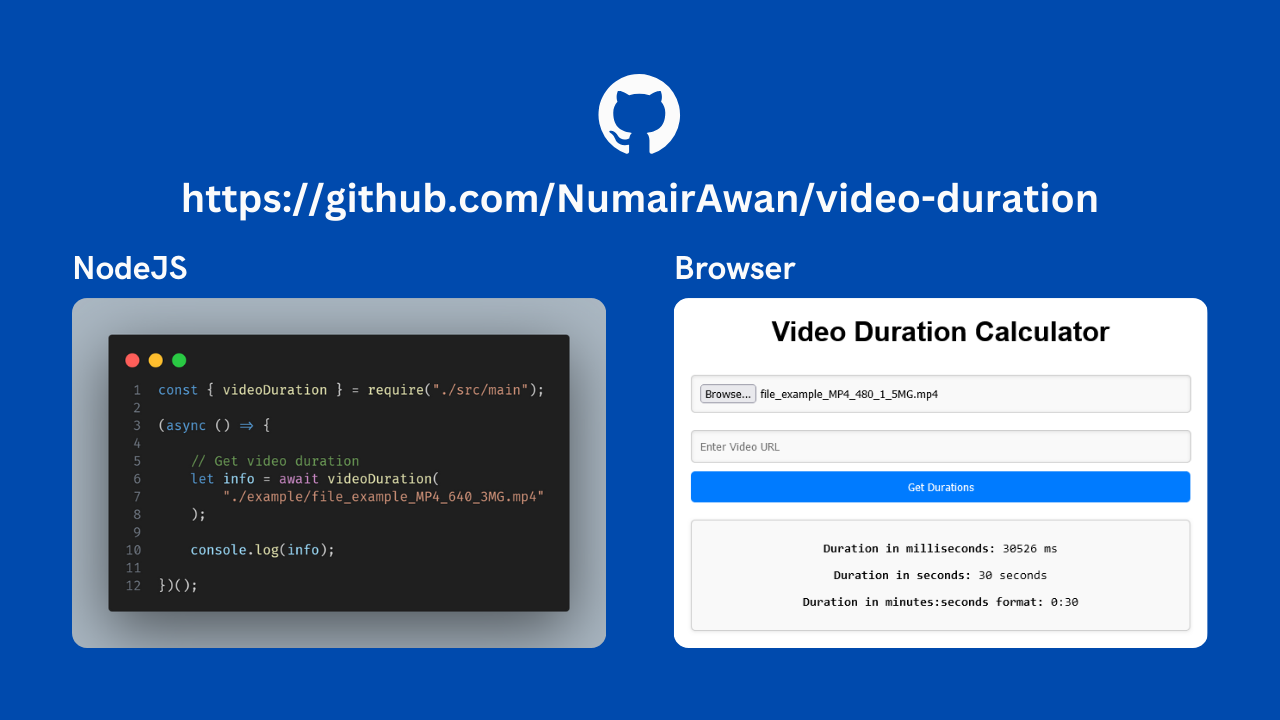 https://github.com/NumairAwan/video-duration
NodeJS
1 const { videoDuration } = require("./src/main");
2
3 (async () => {
4
5 // Get video duration
6 let info = await videoDuration(
7 "./example/file_example_MP4_640_3MG.mp4"
8 );
9
10 console.log(info);
11
12 })();
Browser
Video Duration Calculator
Browse... file_example_MP4_480_1_5MG.mp4
Enter Video URL
Get Durations
Duration in milliseconds: 30526 ms
Duration in seconds: 30 seconds
Duration in minutes:seconds format: 0:30